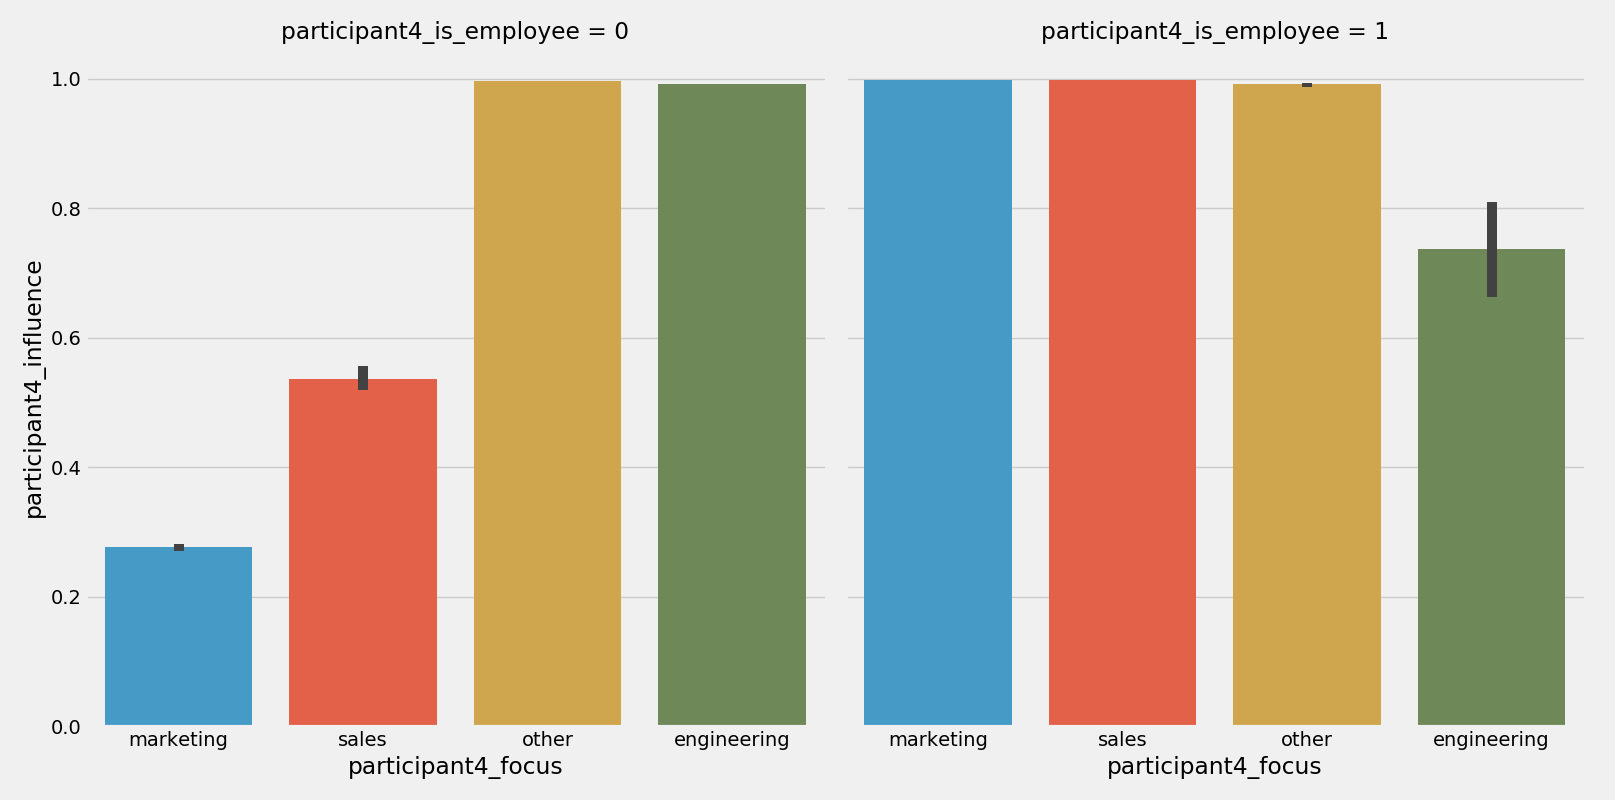 participant4_is_employee = 0
participant4_is_employee = 1
participant4_influence
1.0
0.8
0.6
0.4
0.2
0.0
marketing sales other engineering
marketing sales other engineering
participant4_focus
participant4_focus